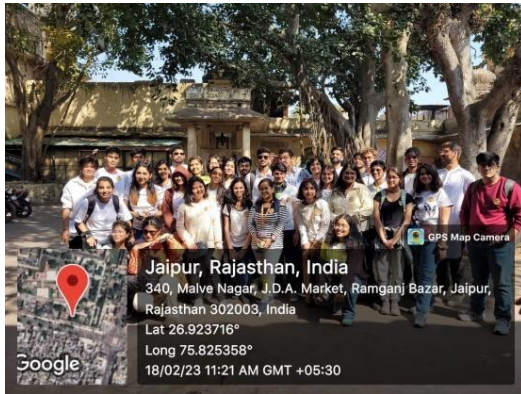 GPS Map Camera
Jaipur, Rajasthan, India
340, Malve Nagar, J.D.A. Market, Ramganj Bazar, Jaipur,
Rajasthan 302003, India
Lat 26.923716°
Long 75.825358°
18/02/23 11:21 AM GMT +05:30
Google